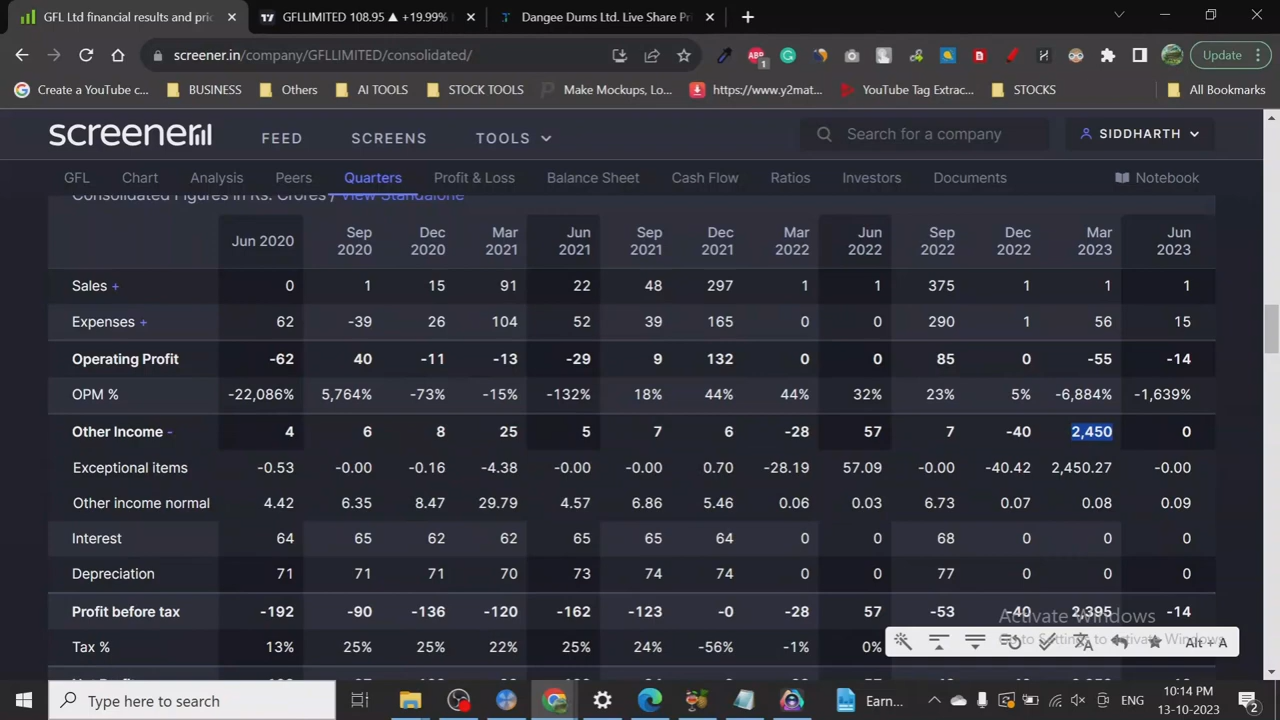 GFL Ltd financial results and pric
GFLLIMITED 108.95 ▲ +19.99%
Dangee Dums Ltd. Live Share Pri
screener.in/company/GFLLIMITED/consolidated/
Update
Create a YouTube c...
BUSINESS
Others
AI TOOLS
STOCK TOOLS
Make Mockups, Lo...
https://www.y2mat...
YouTube Tag Extrac...
STOCKS
All Bookmarks
screener
FEED
SCREENS
TOOLS
Search for a company
SIDDHARTH
GFL Chart Analysis Peers Quarters Profit & Loss Balance Sheet Cash Flow Ratios Investors Documents Notebook
Consolidated Figures in Rs. Crores / View Standalone
Jun 2020 Sep 2020 Dec 2020 Mar 2021 Jun 2021 Sep 2021 Dec 2021 Mar 2022 Jun 2022 Sep 2022 Dec 2022 Mar 2023 Jun 2023
Sales + 0 1 15 91 22 48 297 1 1 375 1 1 1
Expenses + 62 -39 26 104 52 39 165 0 0 290 1 56 15
Operating Profit -62 40 -11 -13 -29 9 132 0 0 85 0 -55 -14
OPM % -22,086% 5,764% -73% -15% -132% 18% 44% 44% 32% 23% 5% -6,884% -1,639%
Other Income - 4 6 8 25 5 7 6 -28 57 7 -40 2,450 0
Exceptional items -0.53 -0.00 -0.16 -4.38 -0.00 -0.00 0.70 -28.19 57.09 -0.00 -40.42 2,450.27 -0.00
Other income normal 4.42 6.35 8.47 29.79 4.57 6.86 5.46 0.06 0.03 6.73 0.07 0.08 0.09
Interest 64 65 62 62 65 65 64 0 0 68 0 0 0
Depreciation 71 71 71 70 73 74 74 0 0 77 0 0 0
Profit before tax -192 -90 -136 -120 -162 -123 -0 -28 57 -53 -40 2,395 -14
Activate Windows
Go to Settings to activate Windows.
Tax % 13% 25% 25% 22% 25% 24% -56% -1% 0%
Alt + A
Type here to search
Earn...
ENG
10:14 PM
13-10-2023
2